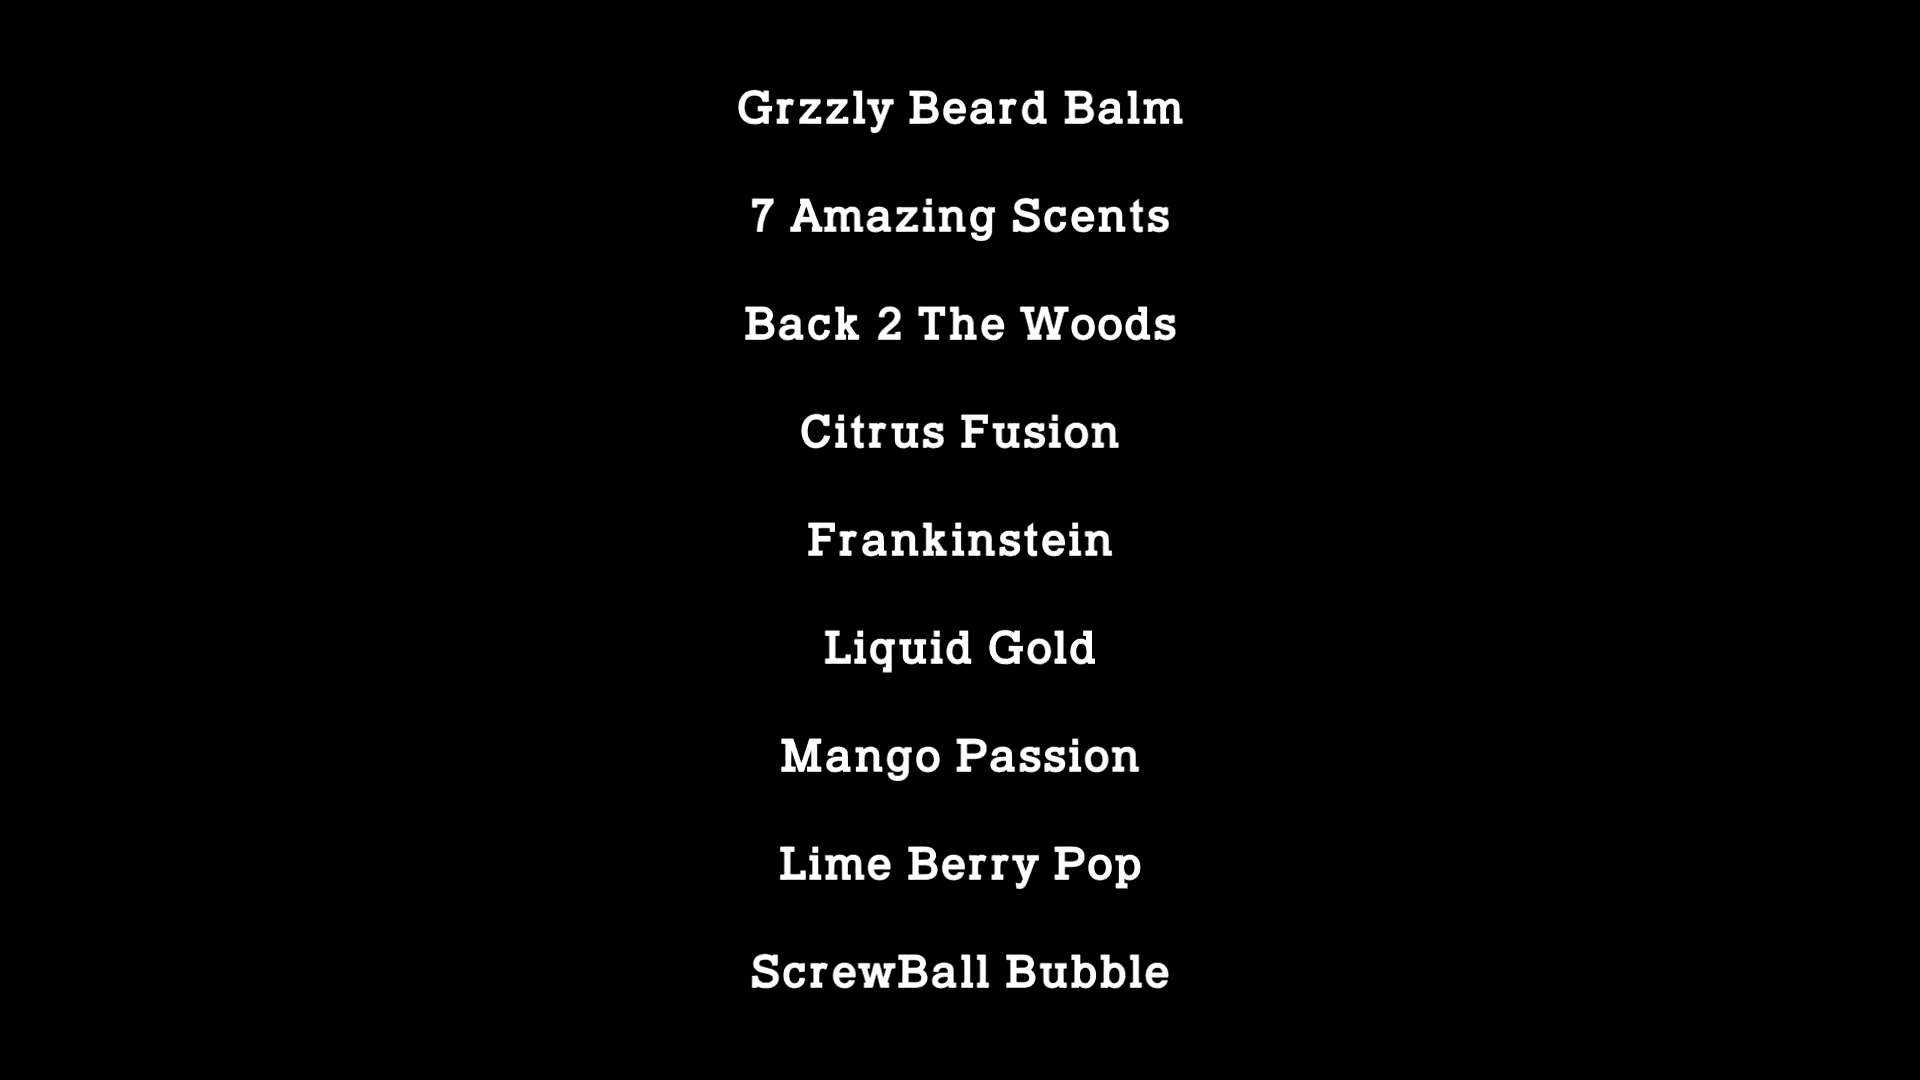 Grzzly Beard Balm
7 Amazing Scents
Back 2 The Woods
Citrus Fusion
Frankinstein
Liquid Gold
Mango Passion
Lime Berry Pop
ScrewBall Bubble